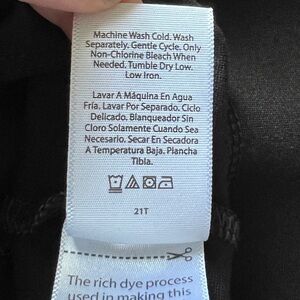 Machine Wash Cold. Wash
Separately. Gentle Cycle. Only
Non-Chlorine Bleach When
Needed. Tumble Dry Low.
Low Iron.
Lavar A Máquina En Agua
Fría. Lavar Por Separado. Ciclo
Delicado. Blanqueador Sin
Cloro Solamente Cuando Sea
Necesario. Secar En Secadora
A Temperatura Baja. Plancha
Tibia.
21T
The rich dye process
used in making this